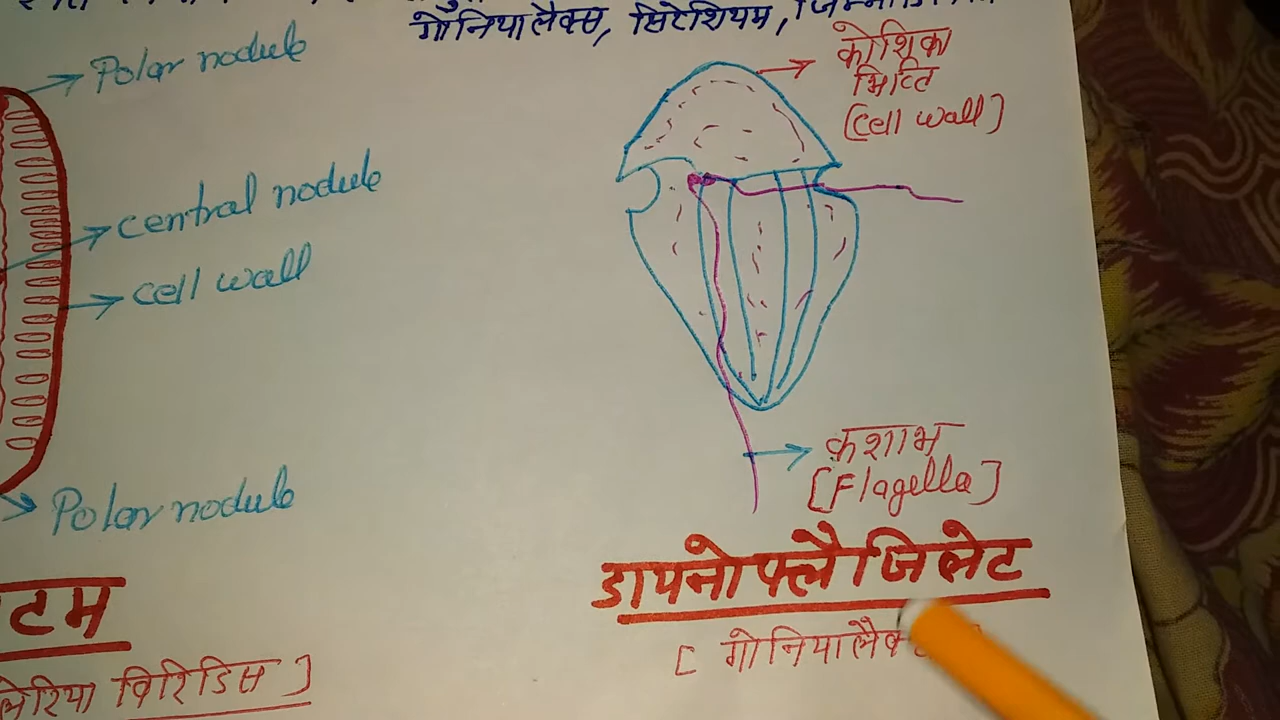 गोनियालैक्स, सिरेशियम,
Polar nodule
कोशिका
भित्ति
[cell wall]
central nodule
cell wall
कशाभ
[Flagella]
Polar nodule
डायनोफ्लैजिलेट
टम
[गोनियालैक्
लेरिया विरिडिस]